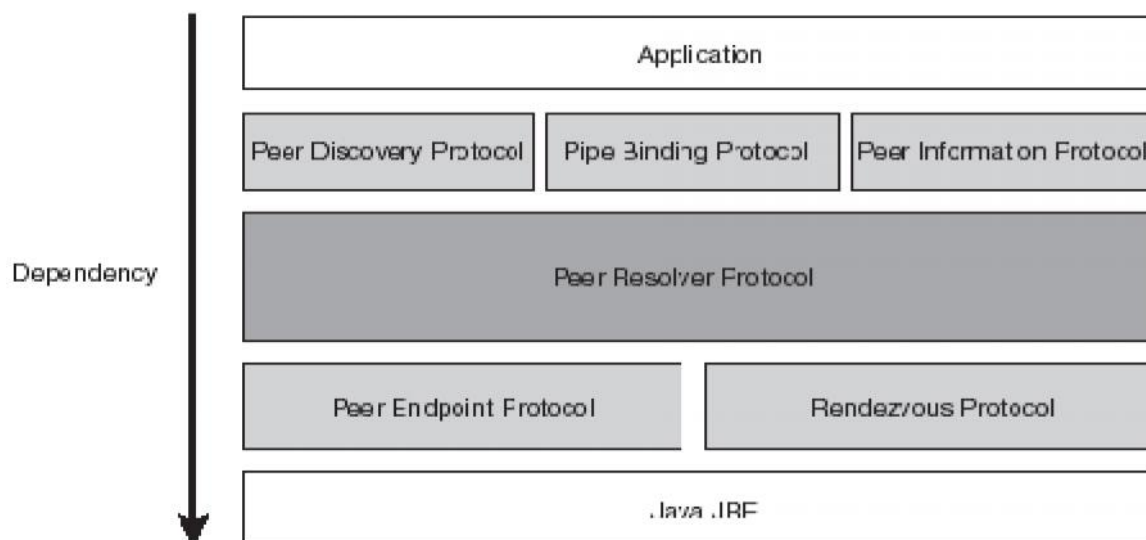 Application
Peer Discovery Protocol
Pipe Binding Protocol
Peer Information Protocol
Dependency
Peer Resolver Protocol
Peer Endpoint Protocol
Rendezvous Protocol
Java JRE